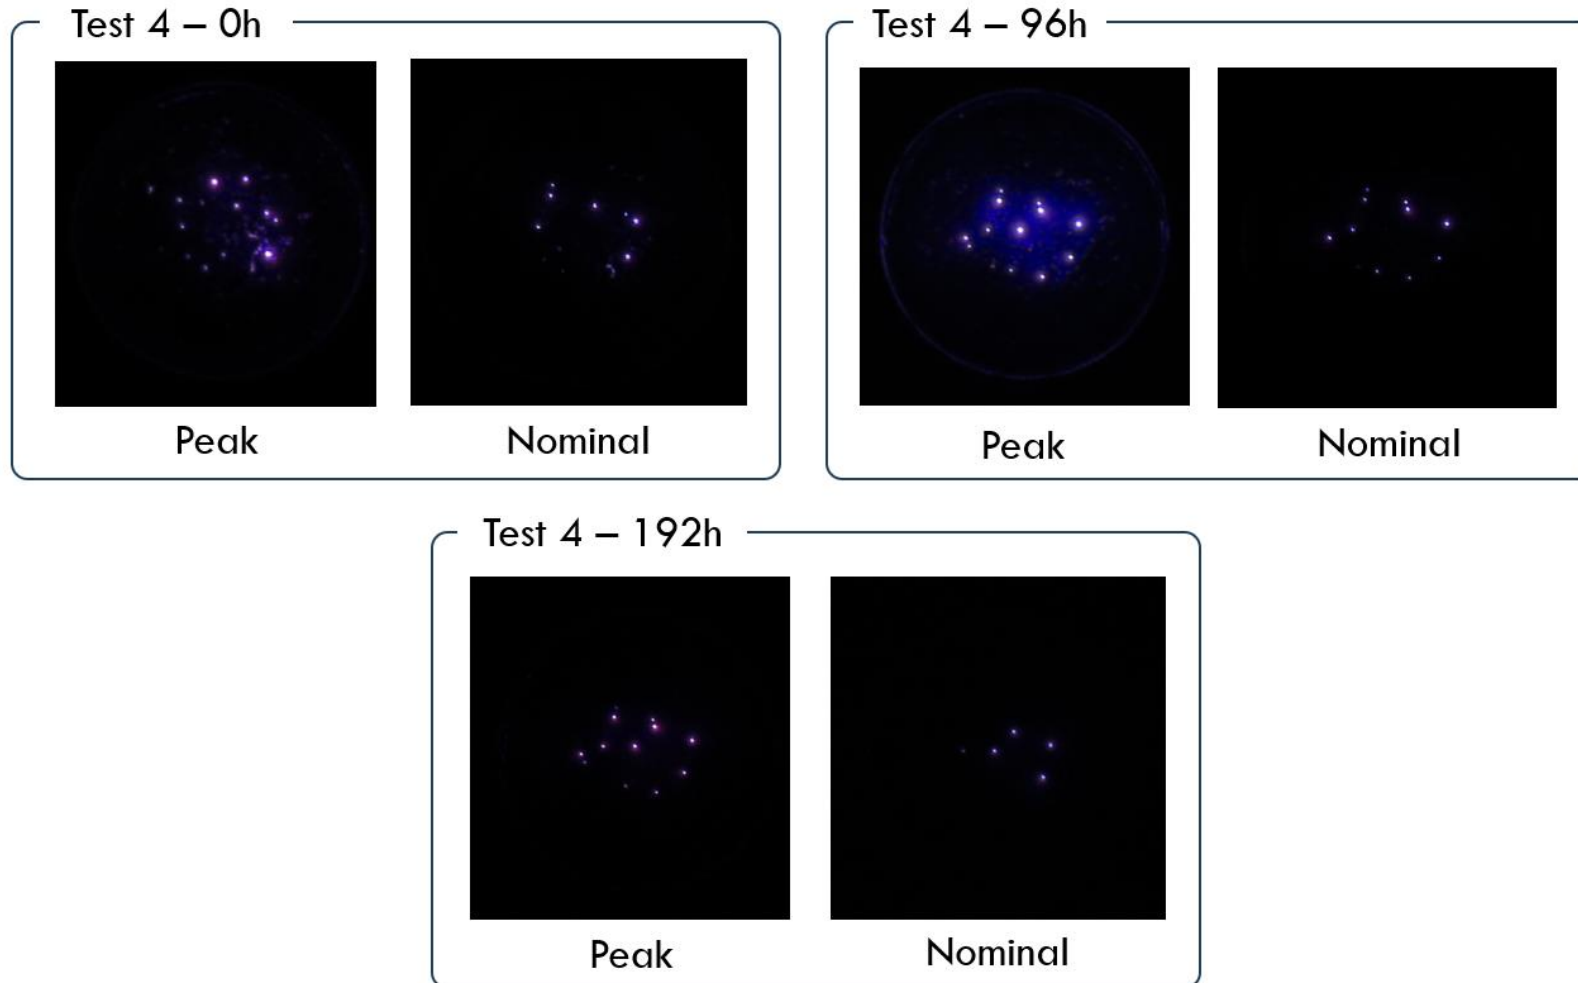 Test 4 – 0h
Peak
Nominal
Test 4 – 96h
Peak
Nominal
Test 4 – 192h
Peak
Nominal